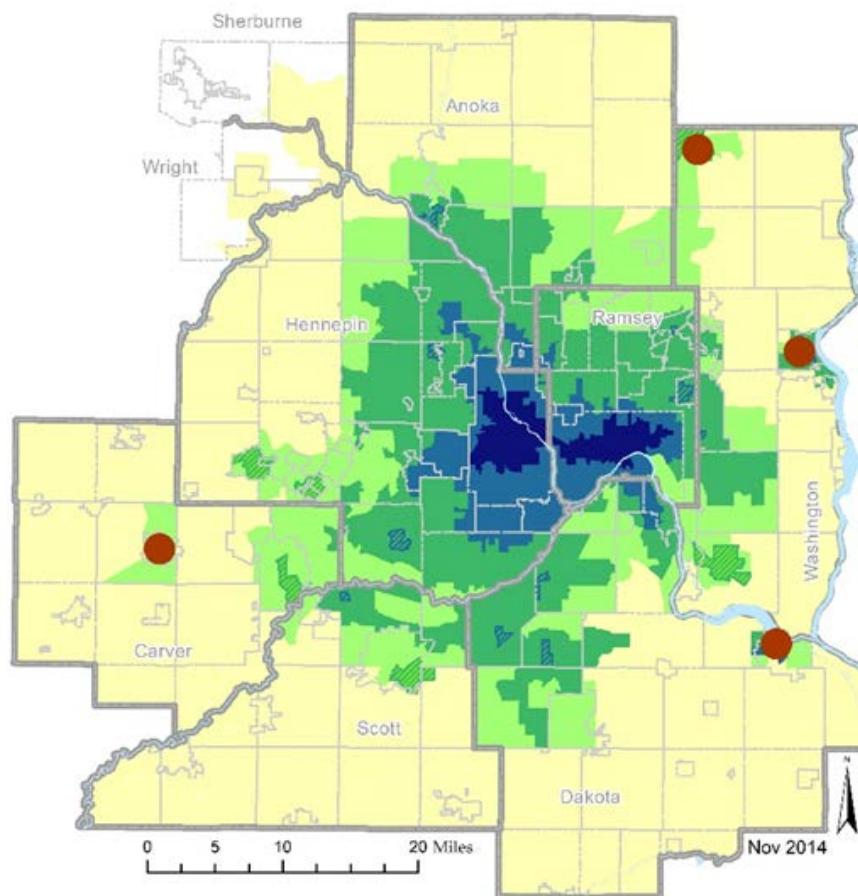 Sherburne
Anoka
Wright
Hennepin
Ramsey
Washington
Carver
Scott
Dakota
N
0 5 10 20 Miles
Nov 2014